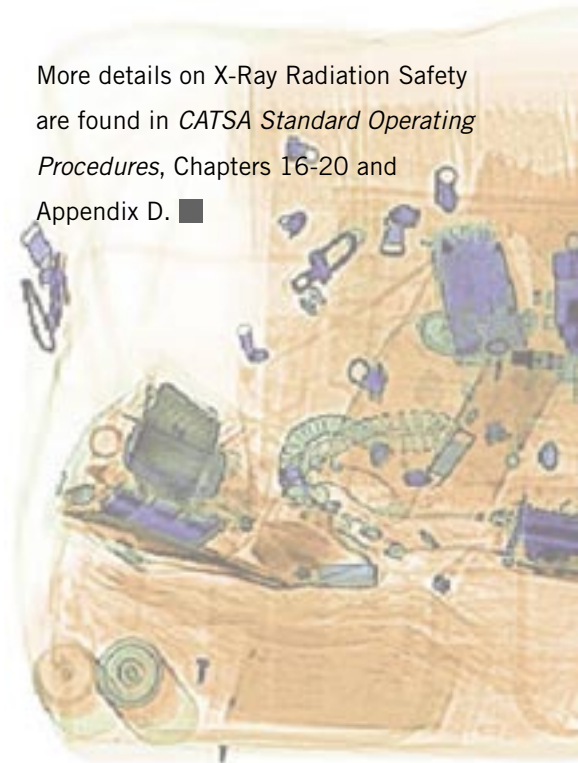 More details on X-Ray Radiation Safety
are found in CATSA Standard Operating
Procedures, Chapters 16-20 and
Appendix D. ■